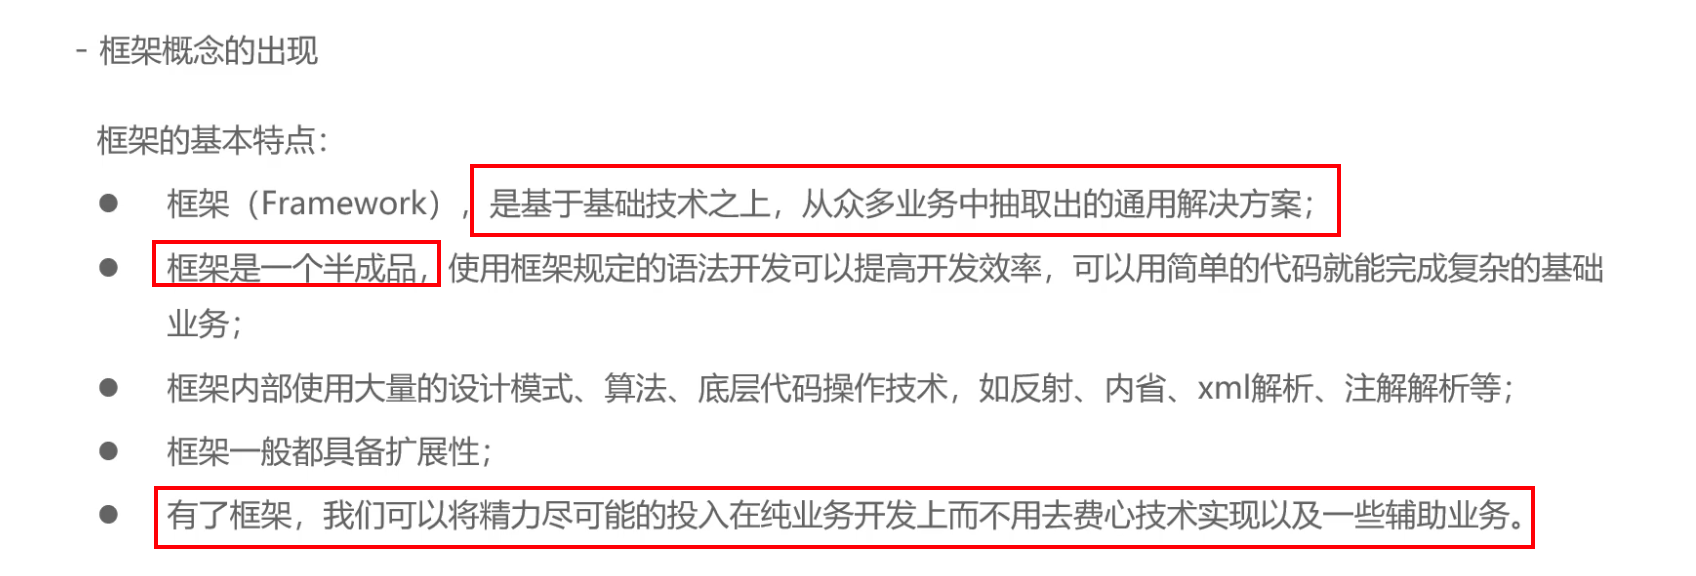 - 框架概念的出现
框架的基本特点：
● 框架（Framework），是基于基础技术之上，从众多业务中抽取出的通用解决方案；
● 框架是一个半成品，使用框架规定的语法开发可以提高开发效率，可以用简单的代码就能完成复杂的基础
业务；
● 框架内部使用大量的设计模式、算法、底层代码操作技术，如反射、内省、xml解析、注解解析等；
● 框架一般都具备扩展性；
● 有了框架，我们可以将精力尽可能的投入在纯业务开发上而不用去费心技术实现以及一些辅助业务。